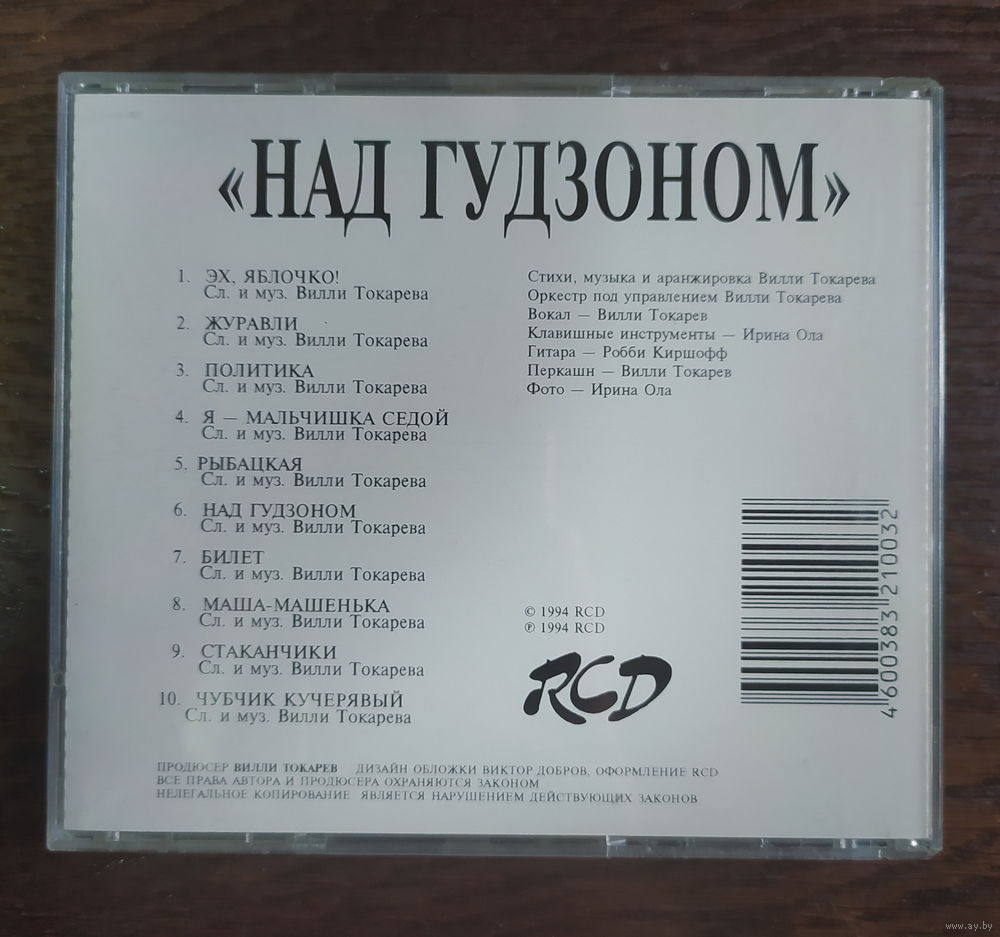 «НАД ГУДЗОНОМ»
1. ЭХ, ЯБЛОЧКО!
Сл. и муз. Вилли Токарева
2. ЖУРАВЛИ
Сл. и муз. Вилли Токарева
3. ПОЛИТИКА
Сл. и муз. Вилли Токарева
4. Я — МАЛЬЧИШКА СЕДОЙ
Сл. и муз. Вилли Токарева
5. РЫБАЦКАЯ
Сл. и муз. Вилли Токарева
6. НАД ГУДЗОНОМ
Сл. и муз. Вилли Токарева
7. БИЛЕТ
Сл. и муз. Вилли Токарева
8. МАША-МАШЕНЬКА
Сл. и муз. Вилли Токарева
9. СТАКАНЧИКИ
Сл. и муз. Вилли Токарева
10. ЧУБЧИК КУЧЕРЯВЫЙ
Сл. и муз. Вилли Токарева
Стихи, музыка и аранжировка Вилли Токарева
Оркестр под управлением Вилли Токарева
Вокал — Вилли Токарев
Клавишные инструменты — Ирина Ола
Гитара — Робби Киршофф
Перкашн — Вилли Токарев
Фото — Ирина Ола
© 1994 RCD
℗ 1994 RCD
RCD
4600383210032
ПРОДЮСЕР ВИЛЛИ ТОКАРЕВ ДИЗАЙН ОБЛОЖКИ ВИКТОР ДОБРОВ, ОФОРМЛЕНИЕ RCD
ВСЕ ПРАВА АВТОРА И ПРОДЮСЕРА ОХРАНЯЮТСЯ ЗАКОНОМ
НЕЛЕГАЛЬНОЕ КОПИРОВАНИЕ ЯВЛЯЕТСЯ НАРУШЕНИЕМ ДЕЙСТВУЮЩИХ ЗАКОНОВ
www.ay.by